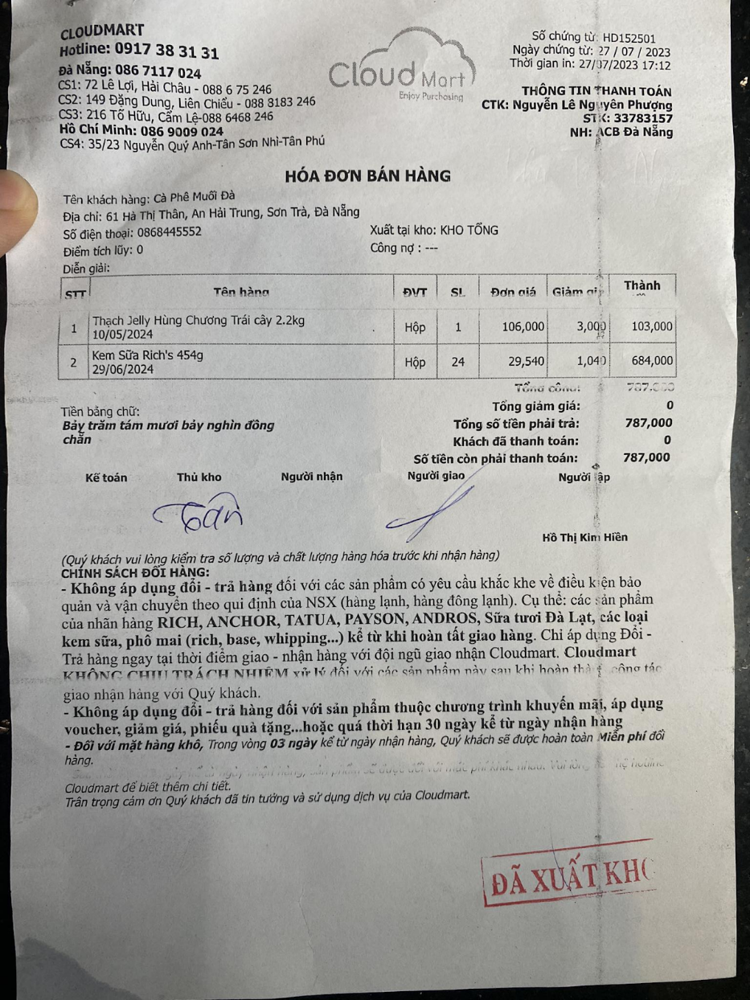 CLOUDMART
Hotline: 0917 38 31 31
Đà Nẵng: 086 7117 024
CS1: 72 Lê Lợi, Hải Châu - 088 6 75 246
CS2: 149 Đặng Dung, Liên Chiểu - 088 8183 246
CS3: 216 Tố Hữu, Cẩm Lệ-088 6468 246
Hồ Chí Minh: 086 9009 024
CS4: 35/23 Nguyễn Quý Anh-Tân Sơn Nhì-Tân Phú
Cloud Mart
Enjoy Purchasing
Số chứng từ: HD152501
Ngày chứng từ: 27 / 07 / 2023
Thời gian in: 27/07/2023 17:12
THÔNG TIN THANH TOÁN
CTK: Nguyễn Lê Nguyên Phượng
STK: 33783157
NH: ACB Đà Nẵng
HÓA ĐƠN BÁN HÀNG
Tên khách hàng: Cà Phê Muối Đà
Địa chỉ: 61 Hà Thị Thân, An Hải Trung, Sơn Trà, Đà Nẵng
Số điện thoại: 0868445552 Xuất tại kho: KHO TỔNG
Điểm tích lũy: 0 Công nợ : ---
Diễn giải:
STT Tên hàng ĐVT SL Đơn giá Giảm giá Thành
1 Thạch Jelly Hùng Chương Trái cây 2.2kg Hộp 1 106,000 3,000 103,000
10/05/2024
2 Kem Sữa Rich's 454g Hộp 24 29,540 1,040 684,000
29/06/2024
Tổng cộng: 787,000
Tổng giảm giá: 0
Tổng số tiền phải trả: 787,000
Khách đã thanh toán: 0
Số tiền còn phải thanh toán: 787,000
Tiền bằng chữ:
Bảy trăm tám mươi bảy nghìn đồng
chẵn
Kế toán Thủ kho Người nhận Người giao Người lập
Toàn
Hồ Thị Kim Hiền
(Quý khách vui lòng kiểm tra số lượng và chất lượng hàng hóa trước khi nhận hàng)
CHÍNH SÁCH ĐỔI HÀNG:
- Không áp dụng đổi - trả hàng đối với các sản phẩm có yêu cầu khắc khe về điều kiện bảo
quản và vận chuyển theo qui định của NSX (hàng lạnh, hàng đông lạnh). Cụ thể: các sản phẩm
của nhãn hàng RICH, ANCHOR, TATUA, PAYSON, ANDROS, Sữa tươi Đà Lạt, các loại
kem sữa, phô mai (rich, base, whipping...) kể từ khi hoàn tất giao hàng. Chỉ áp dụng Đổi -
Trả hàng ngay tại thời điểm giao - nhận hàng với đội ngũ giao nhận Cloudmart. Cloudmart
KHÔNG CHỊU TRÁCH NHIỆM xử lý đối với các sản phẩm này sau khi hoàn thành công tác
giao nhận hàng với Quý khách.
- Không áp dụng đổi - trả hàng đối với sản phẩm thuộc chương trình khuyến mãi, áp dụng
voucher, giảm giá, phiếu quà tặng...hoặc quá thời hạn 30 ngày kể từ ngày nhận hàng
- Đối với mặt hàng khô, Trong vòng 03 ngày kể từ ngày nhận hàng, Quý khách sẽ được hoàn toàn Miễn phí đổi
hàng.
ngày kể từ ngày nhận hàng, sản phẩm sẽ được đổi với mức phí khác nhau. Vui lòng hệ hotline
Cloudmart để biết thêm chi tiết.
Trân trọng cảm ơn Quý khách đã tin tưởng và sử dụng dịch vụ của Cloudmart.
ĐÃ XUẤT KHO